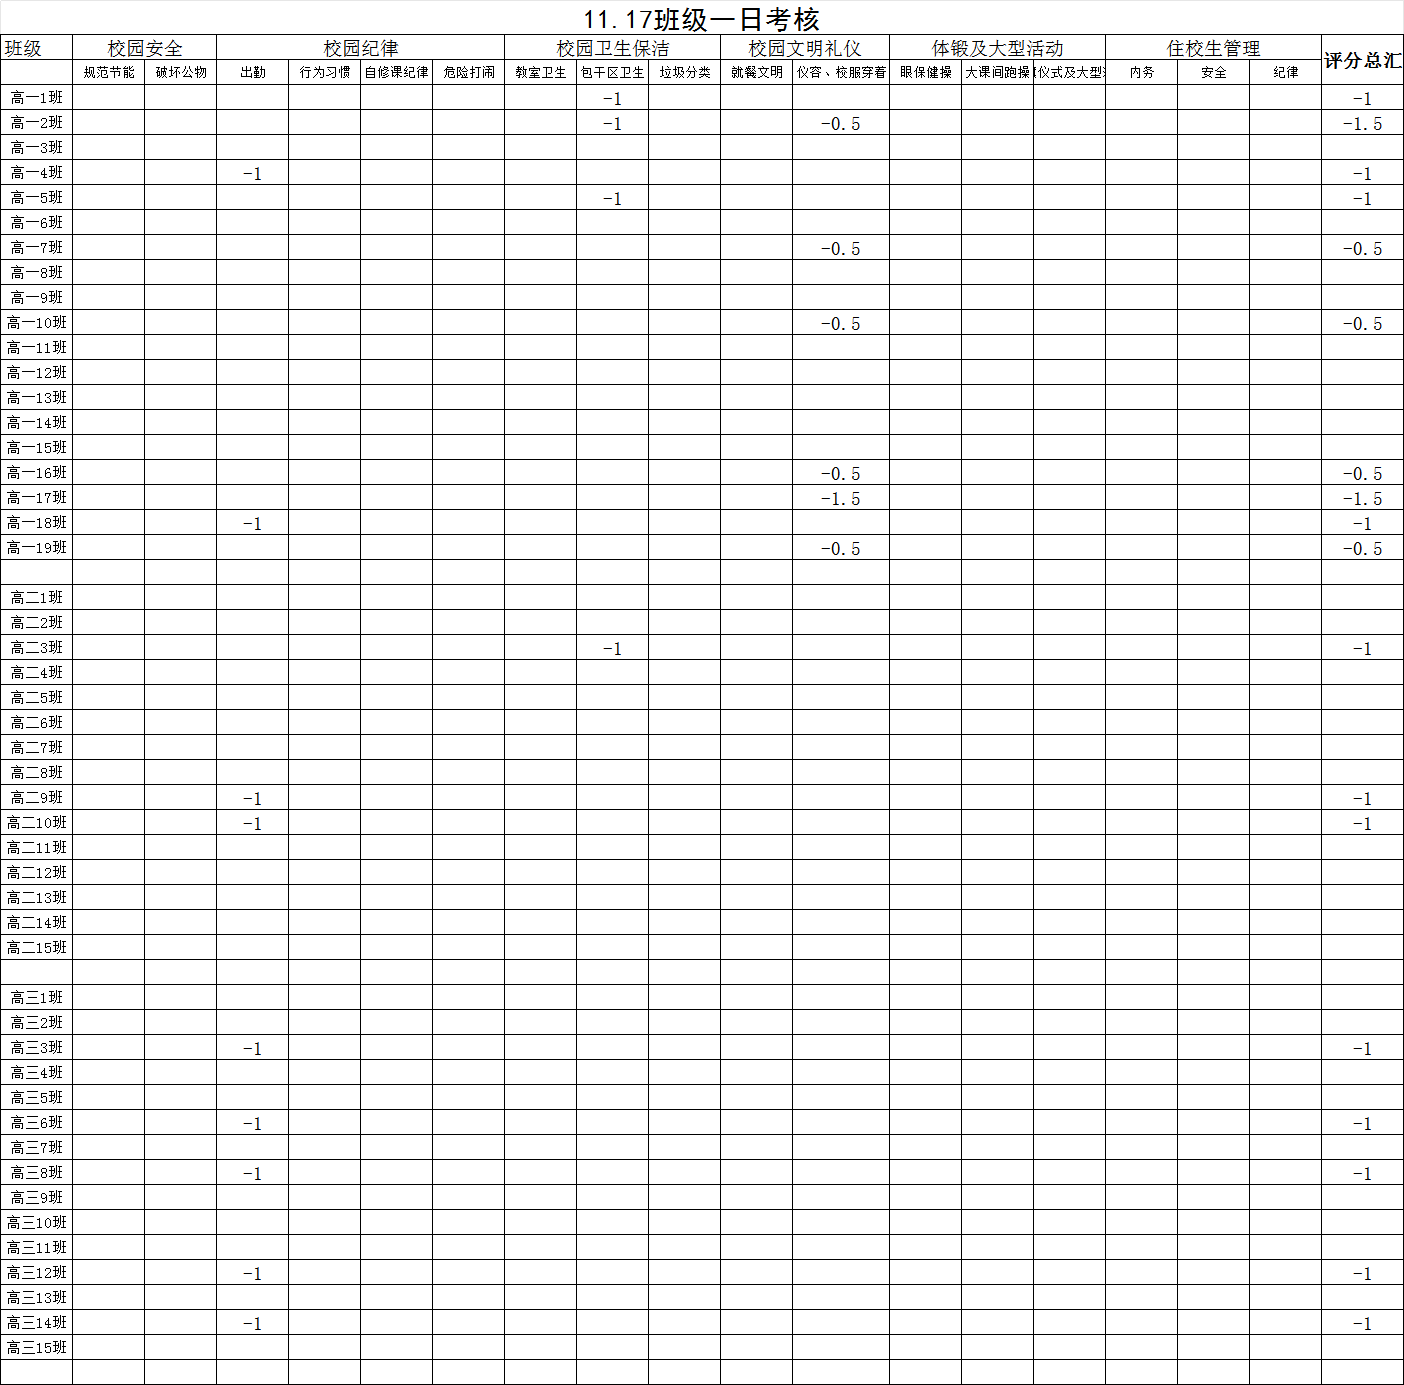 11.17班级一日考核
班级 校园安全 校园纪律 校园卫生保洁 校园文明礼仪 体锻及大型活动 住校生管理 评分总汇
规范节能 破坏公物 出勤 行为习惯 自修课纪律 危险打闹 教室卫生 包干区卫生 垃圾分类 就餐文明 仪容、校服穿着 眼保健操 大课间跑操 仪式及大型 内务 安全 纪律
高一1班 -1 -1
高一2班 -1 -0.5 -1.5
高一3班
高一4班 -1 -1
高一5班 -1 -1
高一6班
高一7班 -0.5 -0.5
高一8班
高一9班
高一10班 -0.5 -0.5
高一11班
高一12班
高一13班
高一14班
高一15班
高一16班 -0.5 -0.5
高一17班 -1.5 -1.5
高一18班 -1 -1
高一19班 -0.5 -0.5
高二1班
高二2班
高二3班 -1 -1
高二4班
高二5班
高二6班
高二7班
高二8班
高二9班 -1 -1
高二10班 -1 -1
高二11班
高二12班
高二13班
高二14班
高二15班
高三1班
高三2班
高三3班 -1 -1
高三4班
高三5班
高三6班 -1 -1
高三7班
高三8班 -1 -1
高三9班
高三10班
高三11班
高三12班 -1 -1
高三13班
高三14班 -1 -1
高三15班